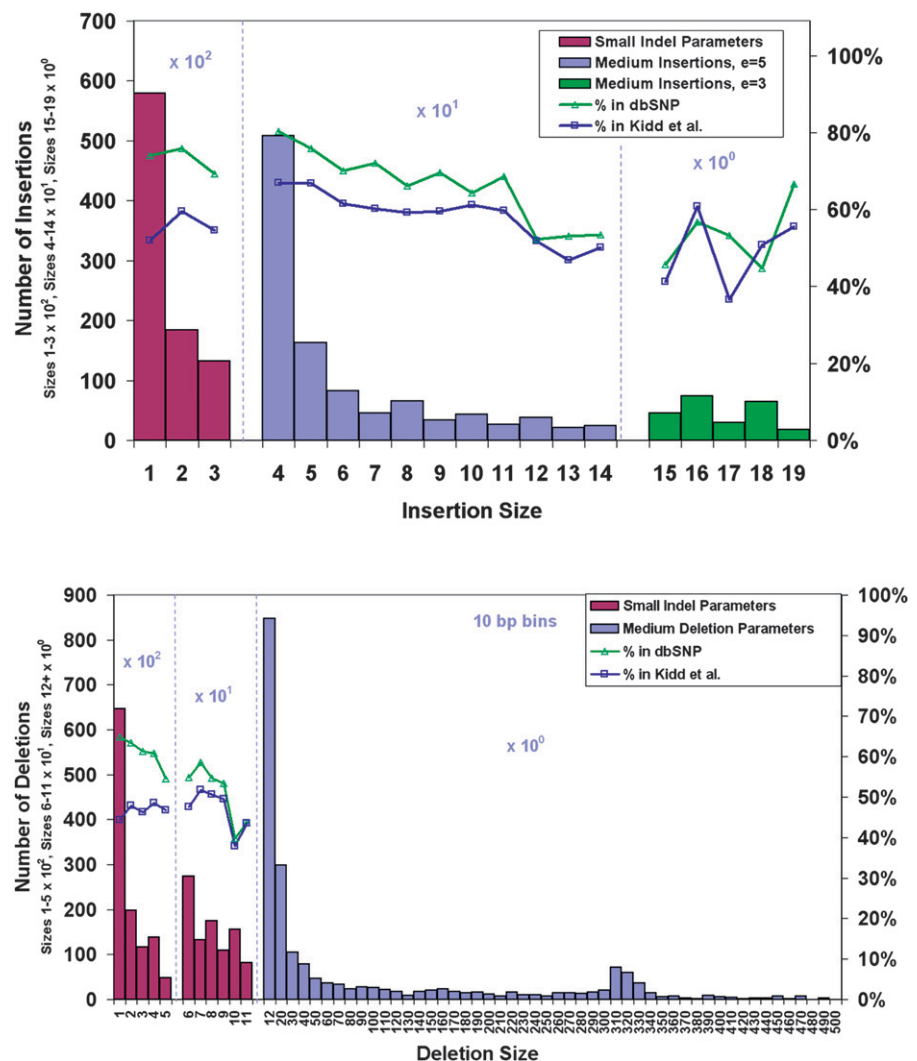 700
600
500
400
300
200
100
0
Number of Insertions
Sizes 1-3 x 10², Sizes 4-14 x 10¹, Sizes 15-19 x 10⁰
x 10²
x 10¹
x 10⁰
Small Indel Parameters
Medium Insertions, e=5
Medium Insertions, e=3
% in dbSNP
% in Kidd et al.
100%
80%
60%
40%
20%
0%
1 2 3 4 5 6 7 8 9 10 11 12 13 14 15 16 17 18 19
Insertion Size
900
800
700
600
500
400
300
200
100
0
Number of Deletions
Sizes 1-5 x 10², Sizes 6-11 x 10¹, Sizes 12+ x 10⁰
x 10²
x 10¹
10 bp bins
x 10⁰
Small Indel Parameters
Medium Deletion Parameters
% in dbSNP
% in Kidd et al.
100%
90%
80%
70%
60%
50%
40%
30%
20%
10%
0%
1 2 3 4 5 6 7 8 9 10 11 12 20 30 40 50 60 70 80 90 100 110 120 130 140 150 160 170 180 190 200 210 220 230 240 250 260 270 280 290 300 310 320 330 340 350 360 370 380 390 400 410 420 430 440 450 460 470 480 490 500
Deletion Size